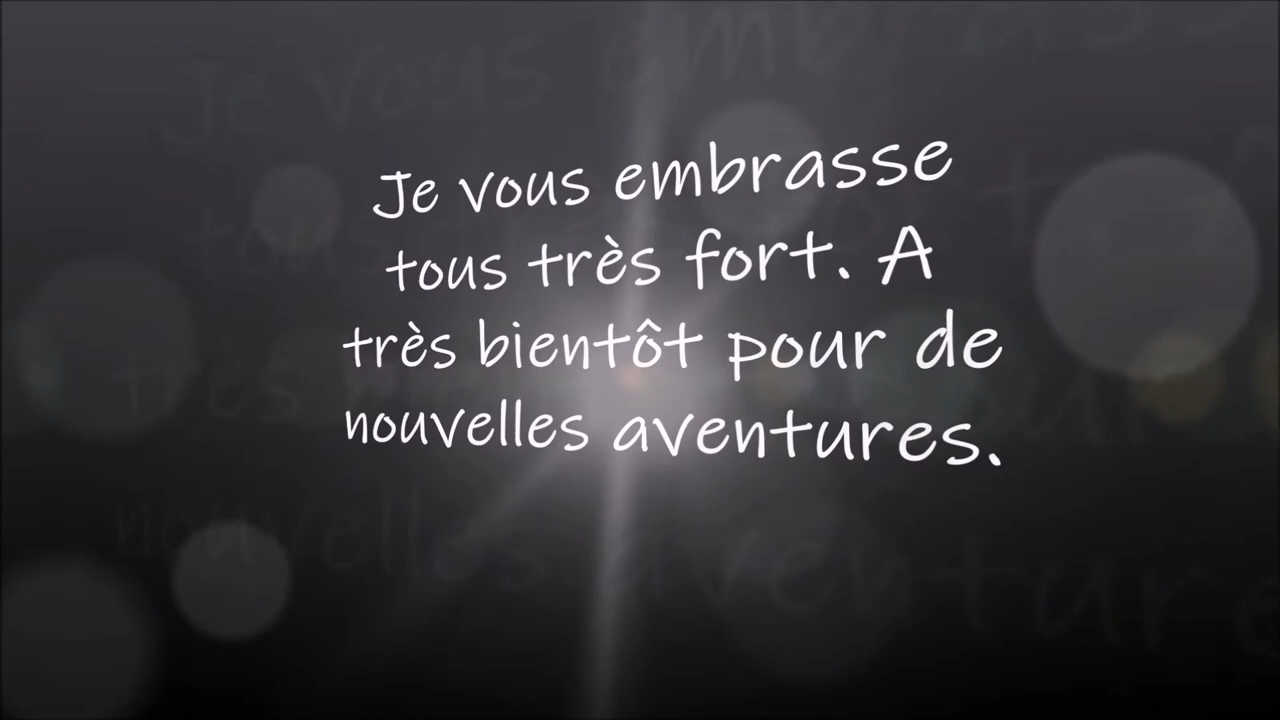 Je vous embrasse
tous très fort. A
très bientôt pour de
nouvelles aventures.